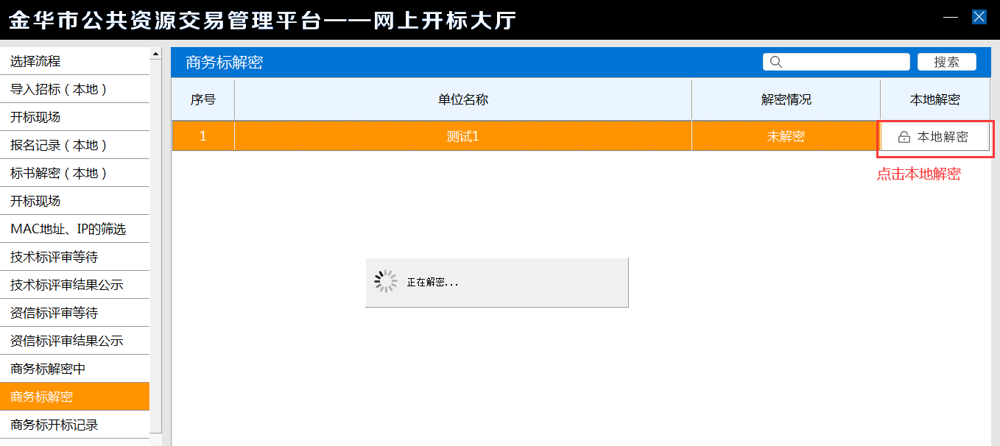 金华市公共资源交易管理平台——网上开标大厅
选择流程
导入招标（本地）
开标现场
报名记录（本地）
标书解密（本地）
开标现场
MAC地址、IP的筛选
技术标评审等待
技术标评审结果公示
资信标评审等待
资信标评审结果公示
商务标解密中
商务标解密
商务标开标记录
商务标解密
搜索
序号 单位名称 解密情况 本地解密
1 测试1 未解密 本地解密
点击本地解密
正在解密...